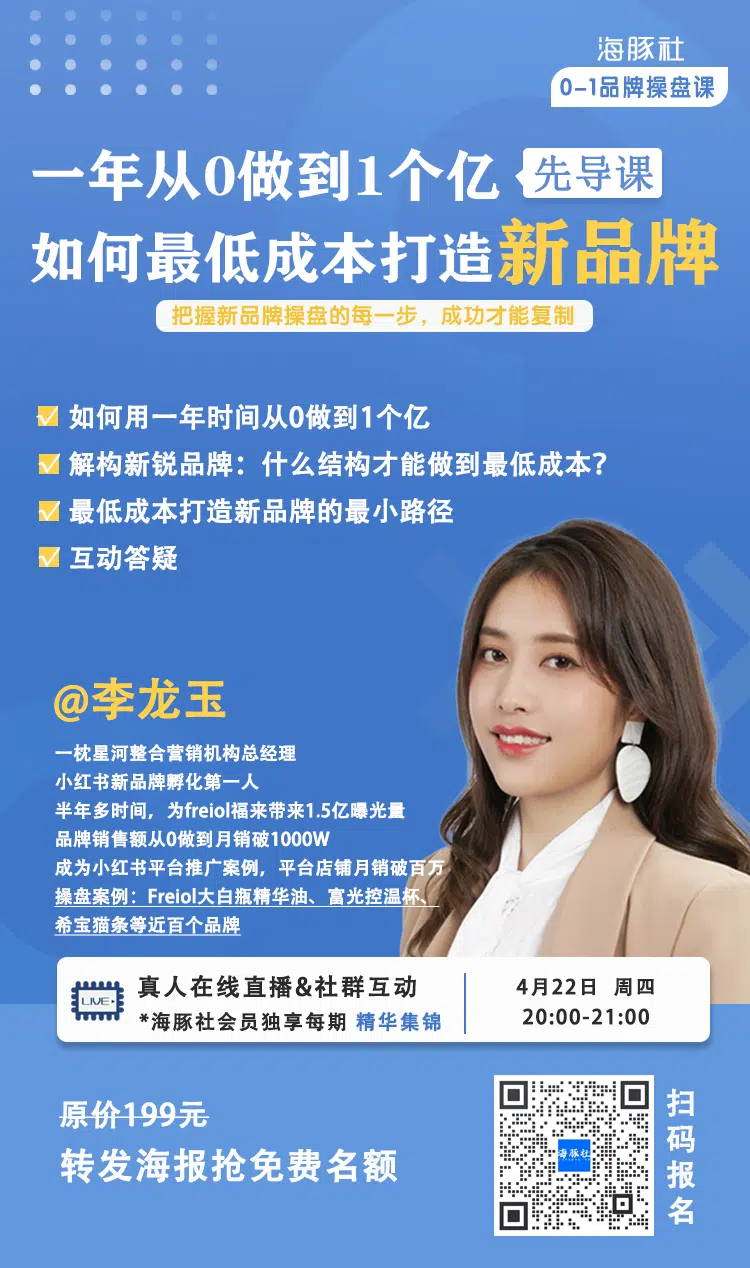 海豚社
0-1品牌操盘课
一年从0做到1个亿 先导课
如何最低成本打造新品牌
把握新品牌操盘的每一步，成功才能复制
如何用一年时间从0做到1个亿
解构新锐品牌：什么结构才能做到最低成本？
最低成本打造新品牌的最小路径
互动答疑
@李龙玉
一枕星河整合营销机构总经理
小红书新品牌孵化第一人
半年多时间，为freiol福来带来1.5亿曝光量
品牌销售额从0做到月销破1000W
成为小红书平台推广案例，平台店铺月销破百万
操盘案例：Freiol大白瓶精华油、富光控温杯、
希宝猫条等近百个品牌
LIVE
真人在线直播&社群互动
*海豚社会员独享每期 精华集锦
4月22日 周四
20:00-21:00
原价199元
转发海报抢免费名额
海豚社
扫码报名